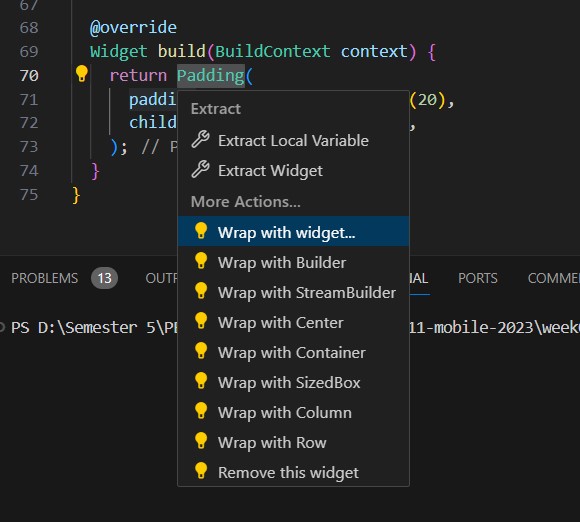 67
68 @override
69 Widget build(BuildContext context) {
70 return Padding(
71 paddi (20),
72 child ,
73 ); // P
74 }
75 }
Extract
Extract Local Variable
Extract Widget
More Actions...
Wrap with widget...
Wrap with Builder
Wrap with StreamBuilder
Wrap with Center
Wrap with Container
Wrap with SizedBox
Wrap with Column
Wrap with Row
Remove this widget
PROBLEMS 13 OUTP AL PORTS COMME
PS D:\Semester 5\PE 11-mobile-2023\week